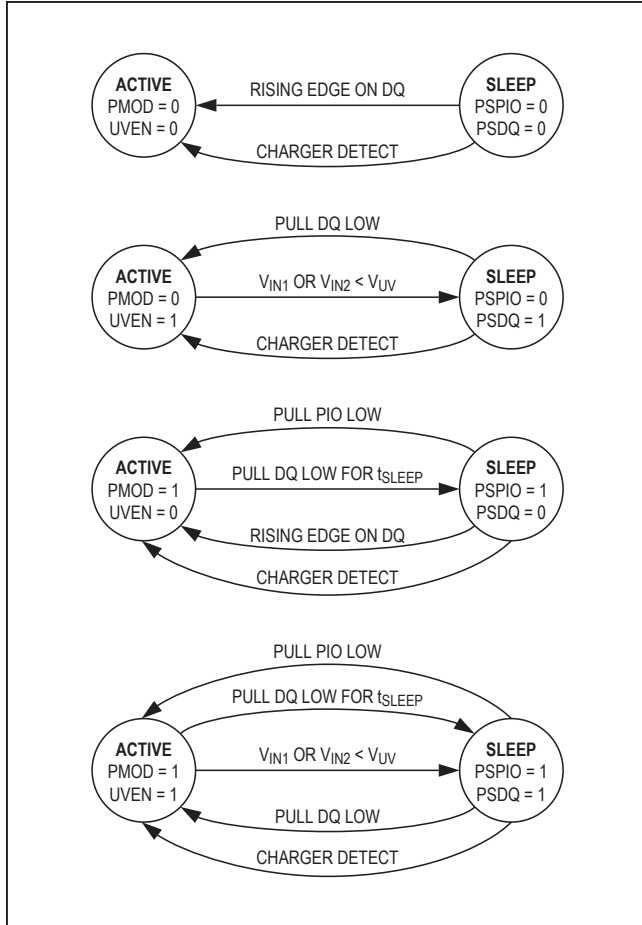 ACTIVE
PMOD = 0
UVEN = 0
RISING EDGE ON DQ
CHARGER DETECT
SLEEP
PSPIO = 0
PSDQ = 0
PULL DQ LOW
ACTIVE
PMOD = 0
UVEN = 1
VIN1 OR VIN2 < VUV
CHARGER DETECT
SLEEP
PSPIO = 0
PSDQ = 1
PULL PIO LOW
ACTIVE
PMOD = 1
UVEN = 0
PULL DQ LOW FOR tSLEEP
RISING EDGE ON DQ
CHARGER DETECT
SLEEP
PSPIO = 1
PSDQ = 0
PULL PIO LOW
PULL DQ LOW FOR tSLEEP
ACTIVE
PMOD = 1
UVEN = 1
VIN1 OR VIN2 < VUV
PULL DQ LOW
CHARGER DETECT
SLEEP
PSPIO = 1
PSDQ = 1